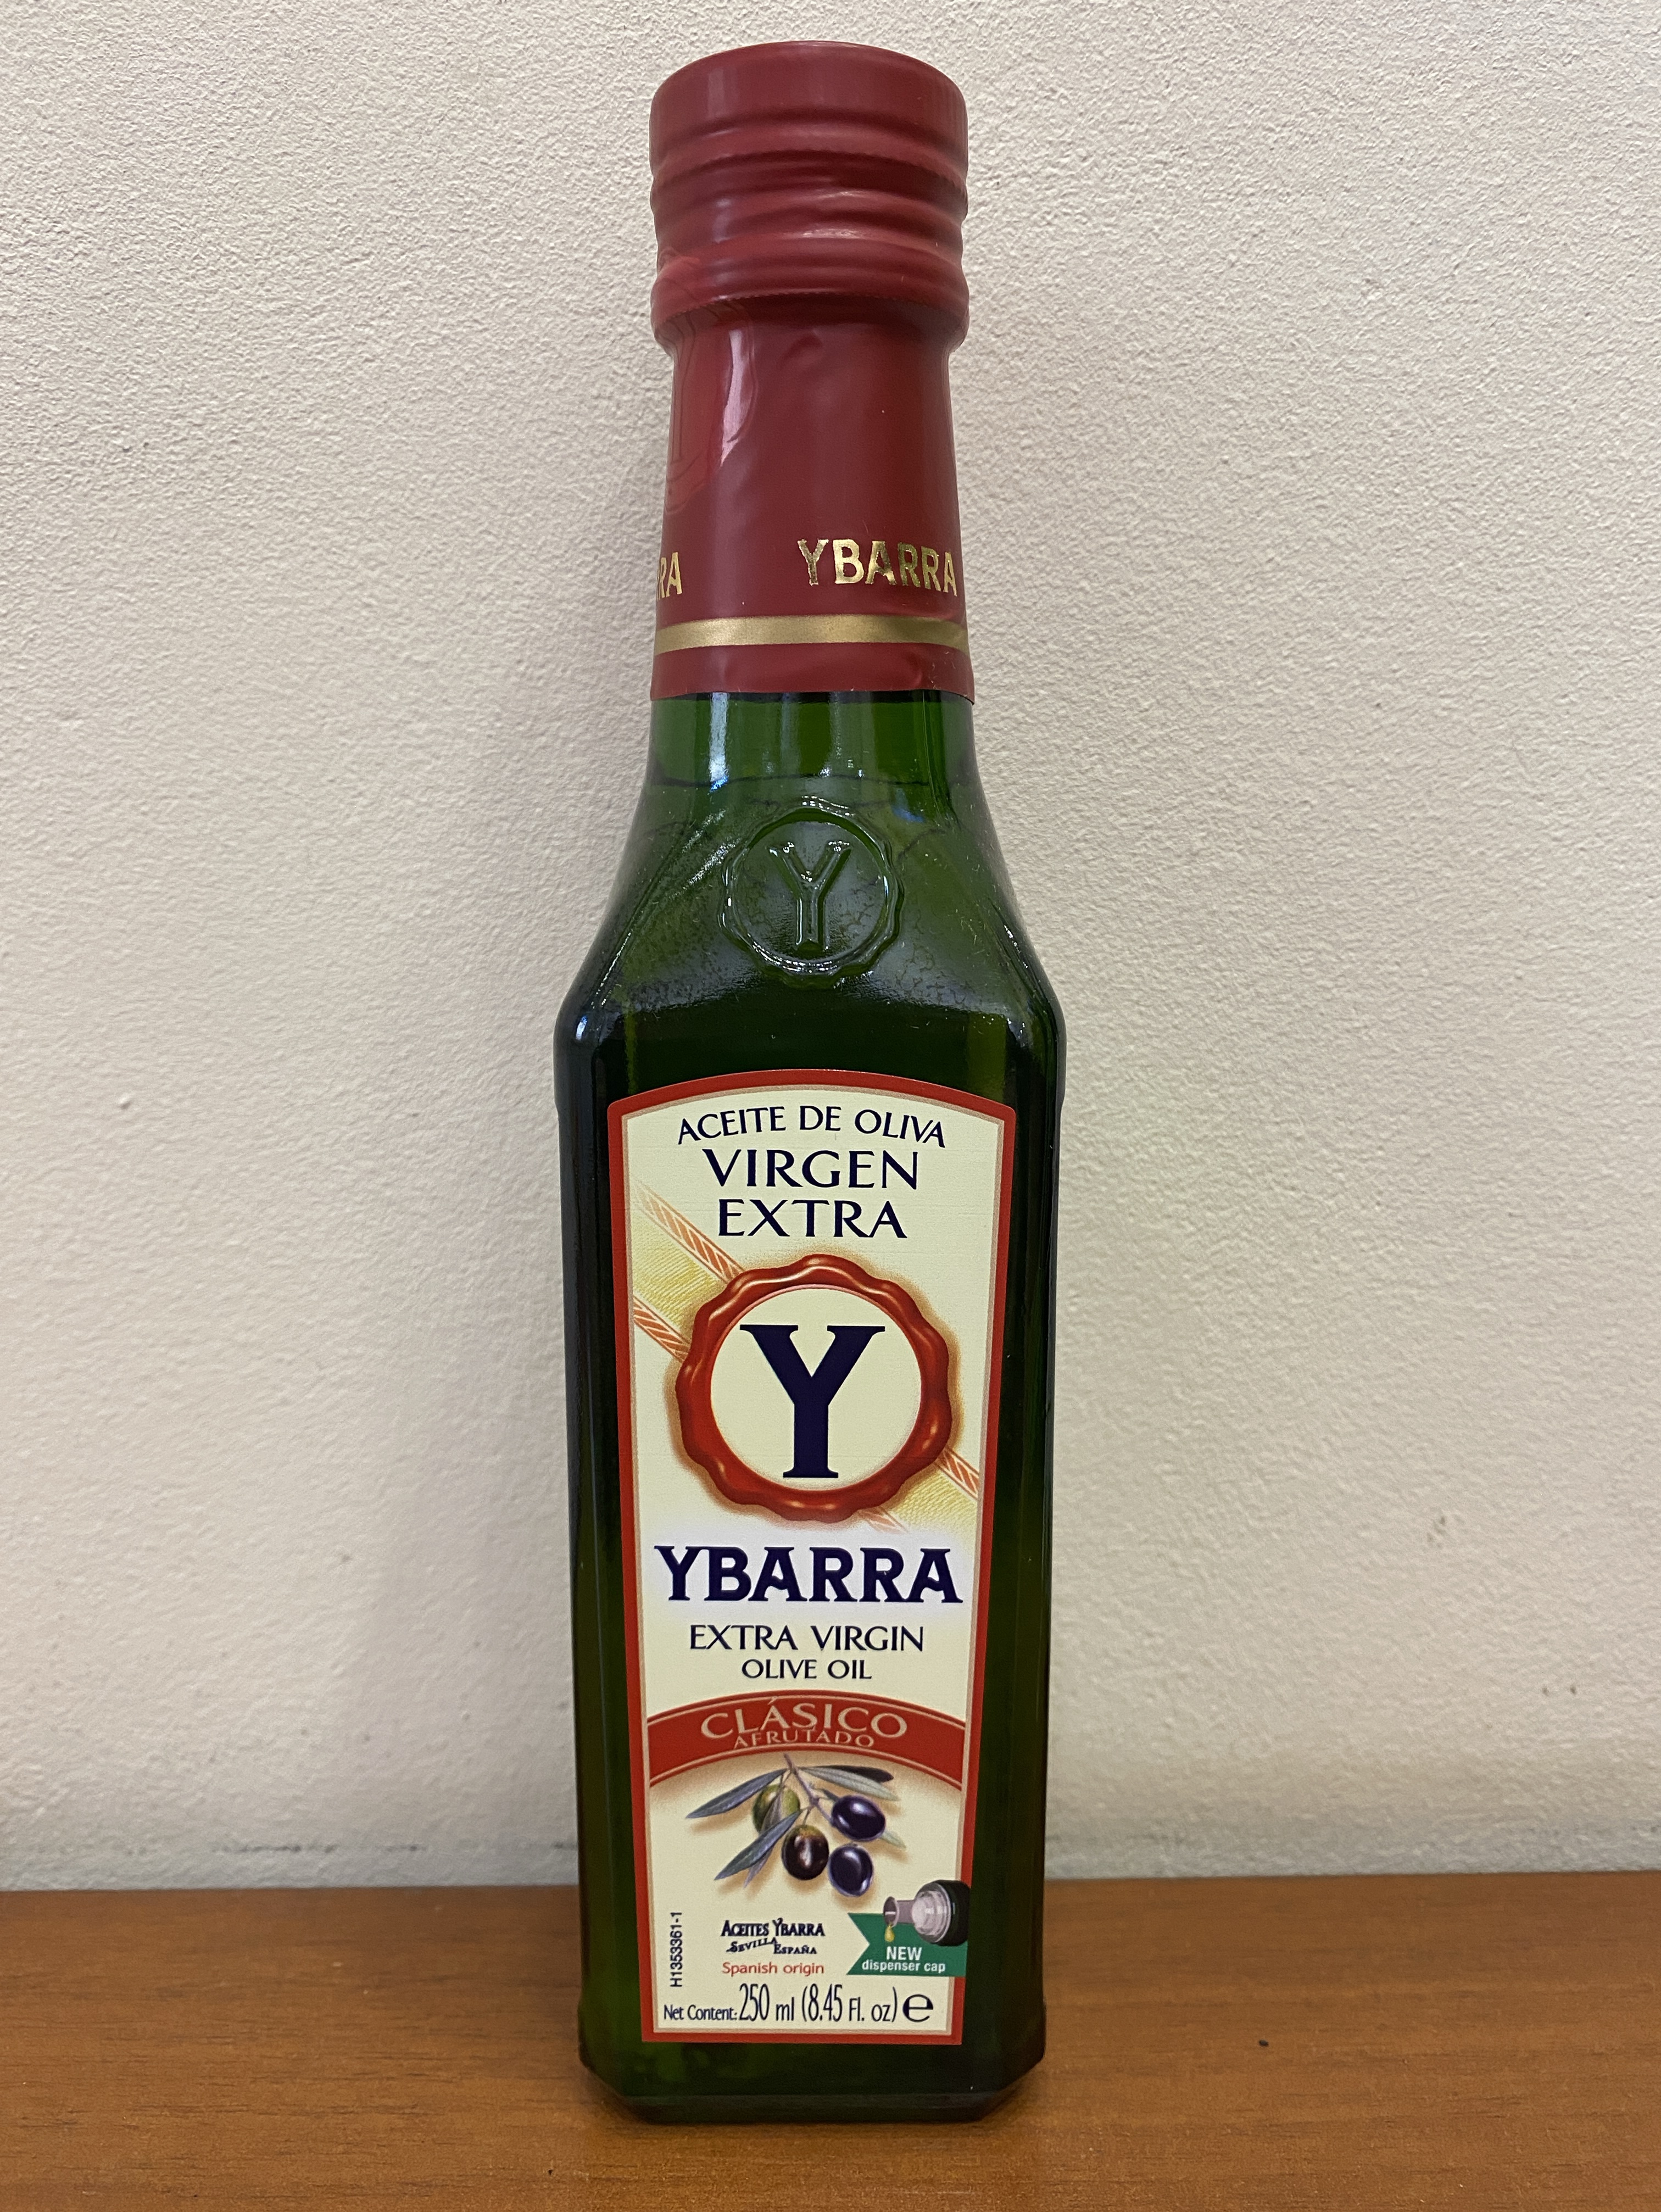 RA YBARRA
Y
ACEITE DE OLIVA
VIRGEN
EXTRA
Y
YBARRA
EXTRA VIRGIN
OLIVE OIL
CLÁSICO
AFRUTADO
H1353361-1
ACEITES YBARRA
SEVILLA ESPAÑA
Spanish origin
NEW
dispenser cap
Net Content: 250 ml (8.45 Fl. oz) e